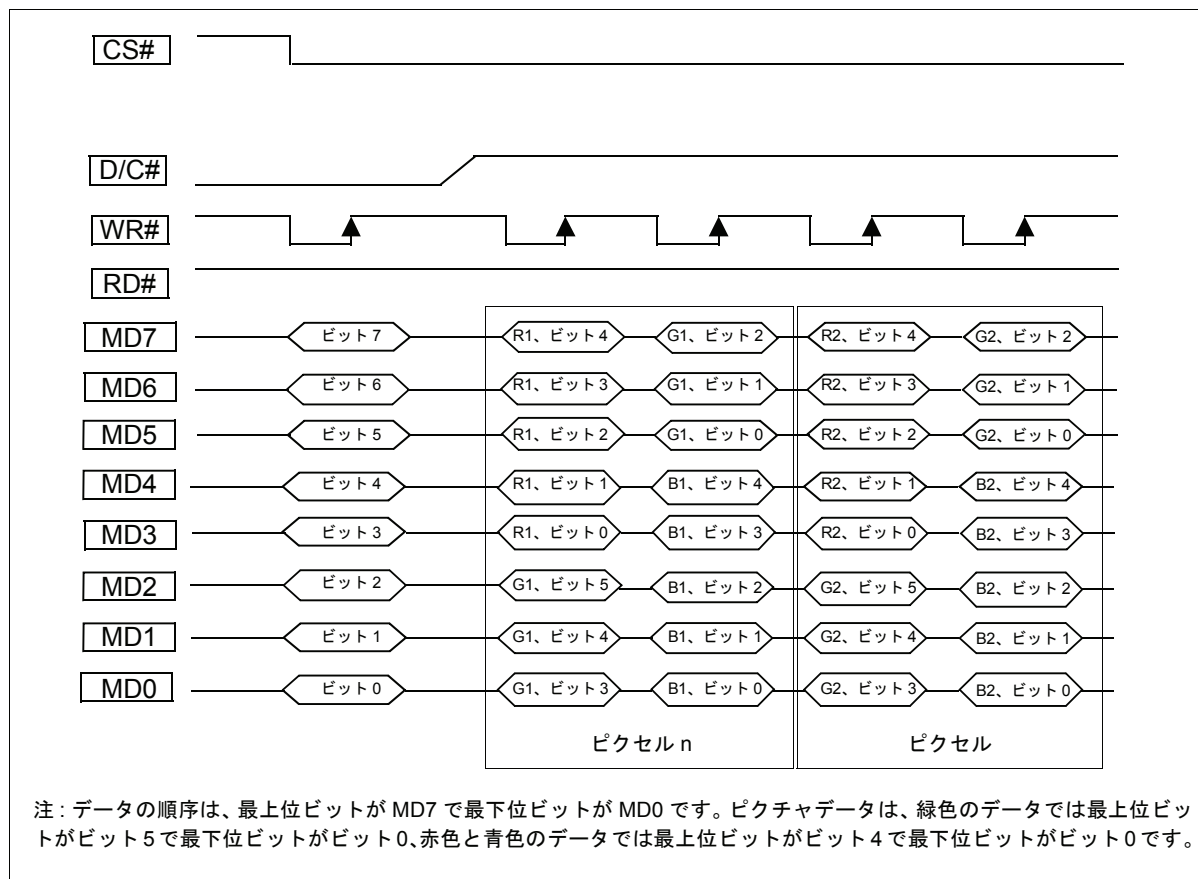 CS#
D/C#
WR#
RD#
MD7 ビット 7 R1、ビット 4 G1、ビット 2 R2、ビット 4 G2、ビット 2
MD6 ビット 6 R1、ビット 3 G1、ビット 1 R2、ビット 3 G2、ビット 1
MD5 ビット 5 R1、ビット 2 G1、ビット 0 R2、ビット 2 G2、ビット 0
MD4 ビット 4 R1、ビット 1 B1、ビット 4 R2、ビット 1 B2、ビット 4
MD3 ビット 3 R1、ビット 0 B1、ビット 3 R2、ビット 0 B2、ビット 3
MD2 ビット 2 G1、ビット 5 B1、ビット 2 G2、ビット 5 B2、ビット 2
MD1 ビット 1 G1、ビット 4 B1、ビット 1 G2、ビット 4 B2、ビット 1
MD0 ビット 0 G1、ビット 3 B1、ビット 0 G2、ビット 3 B2、ビット 0
ピクセル n ピクセル
注 : データの順序は、最上位ビットが MD7 で最下位ビットが MD0 です。ピクチャデータは、緑色のデータでは最上位ビッ
トがビット 5 で最下位ビットがビット 0、赤色と青色のデータでは最上位ビットがビット 4 で最下位ビットがビット 0 です。